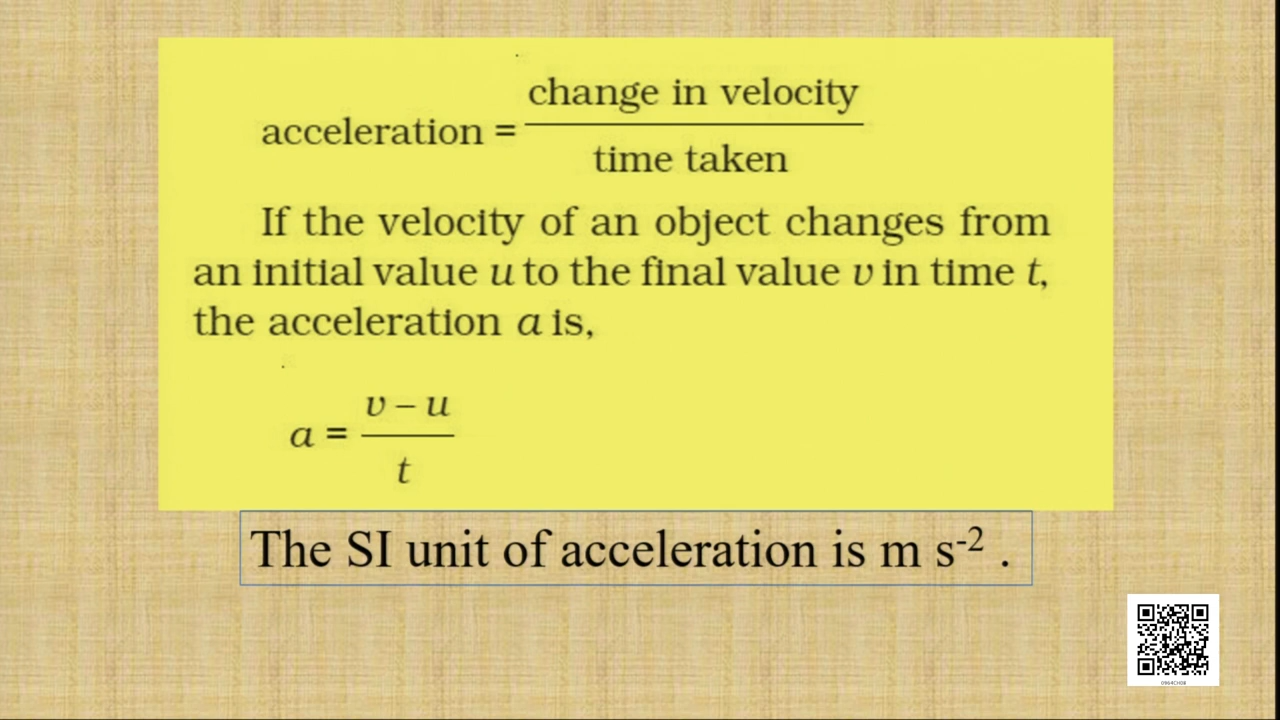 change in velocity
acceleration =
time taken
If the velocity of an object changes from
an initial value u to the final value v in time t,
the acceleration a is,
v – u
a =
t
The SI unit of acceleration is m s⁻² .
0964CH08